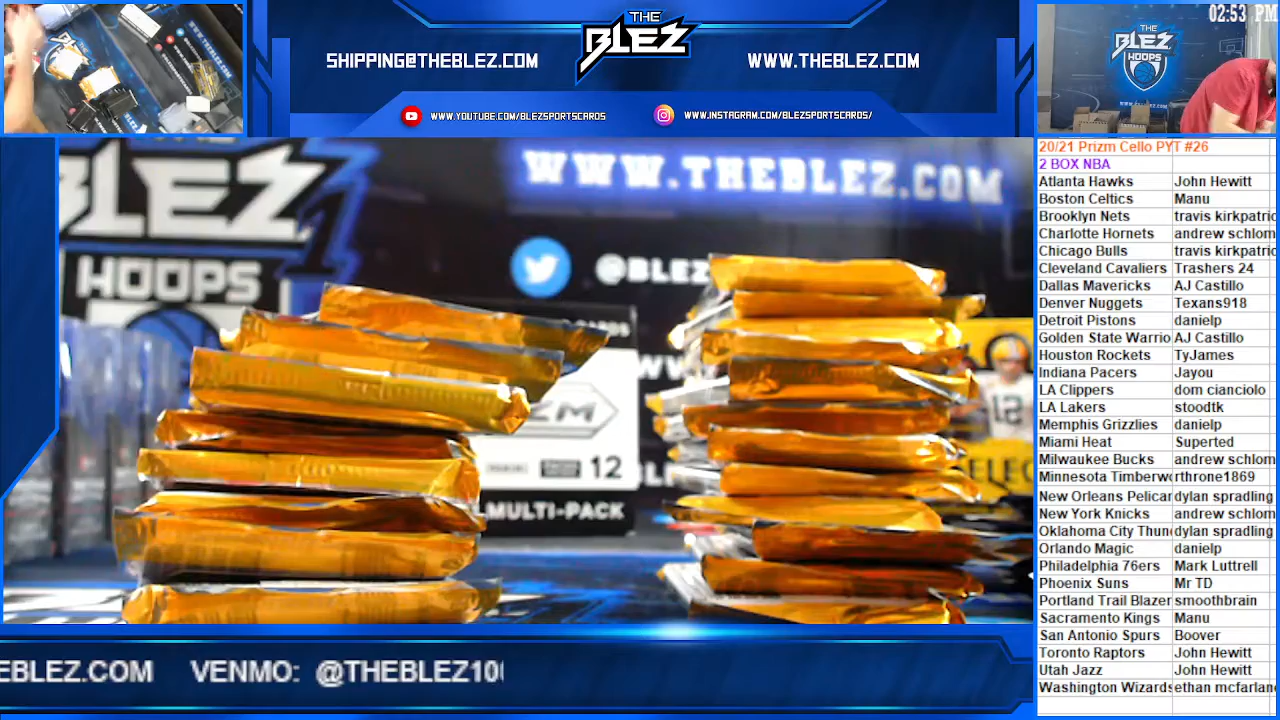 02:53 PM
THE
BLEZ
SHIPPING@THEBLEZ.COM
WWW.THEBLEZ.COM
WWW.YOUTUBE.COM/BLEZSPORTSCARDS
WWW.INSTAGRAM.COM/BLEZSPORTSCARDS/
THE
BLEZ
HOOPS
BLEZ
HOOPS
1
WWW.THEBLEZ.COM
@BLEZ
12
12
MULTI-PACK
20/21 Prizm Cello PYT #26
2 BOX NBA
Atlanta Hawks John Hewitt
Boston Celtics Manu
Brooklyn Nets travis kirkpatric
Charlotte Hornets andrew schlom
Chicago Bulls travis kirkpatric
Cleveland Cavaliers Trashers 24
Dallas Mavericks AJ Castillo
Denver Nuggets Texans918
Detroit Pistons danielp
Golden State Warrio AJ Castillo
Houston Rockets TyJames
Indiana Pacers Jayou
LA Clippers dom cianciolo
LA Lakers stoodtk
Memphis Grizzlies danielp
Miami Heat Superted
Milwaukee Bucks andrew schlom
Minnesota Timberwo rthrone1869
New Orleans Pelican dylan spradling
New York Knicks andrew schlom
Oklahoma City Thun dylan spradling
Orlando Magic danielp
Philadelphia 76ers Mark Luttrell
Phoenix Suns Mr TD
Portland Trail Blazer smoothbrain
Sacramento Kings Manu
San Antonio Spurs Boover
Toronto Raptors John Hewitt
Utah Jazz John Hewitt
Washington Wizards ethan mcfarlan
EBLEZ.COM VENMO: @THEBLEZ10